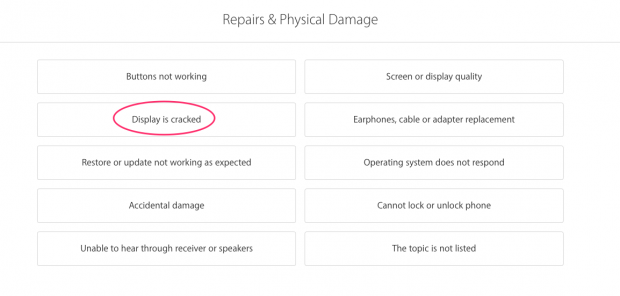 Repairs & Physical Damage
Buttons not working
Screen or display quality
Display is cracked
Earphones, cable or adapter replacement
Restore or update not working as expected
Operating system does not respond
Accidental damage
Cannot lock or unlock phone
Unable to hear through receiver or speakers
The topic is not listed